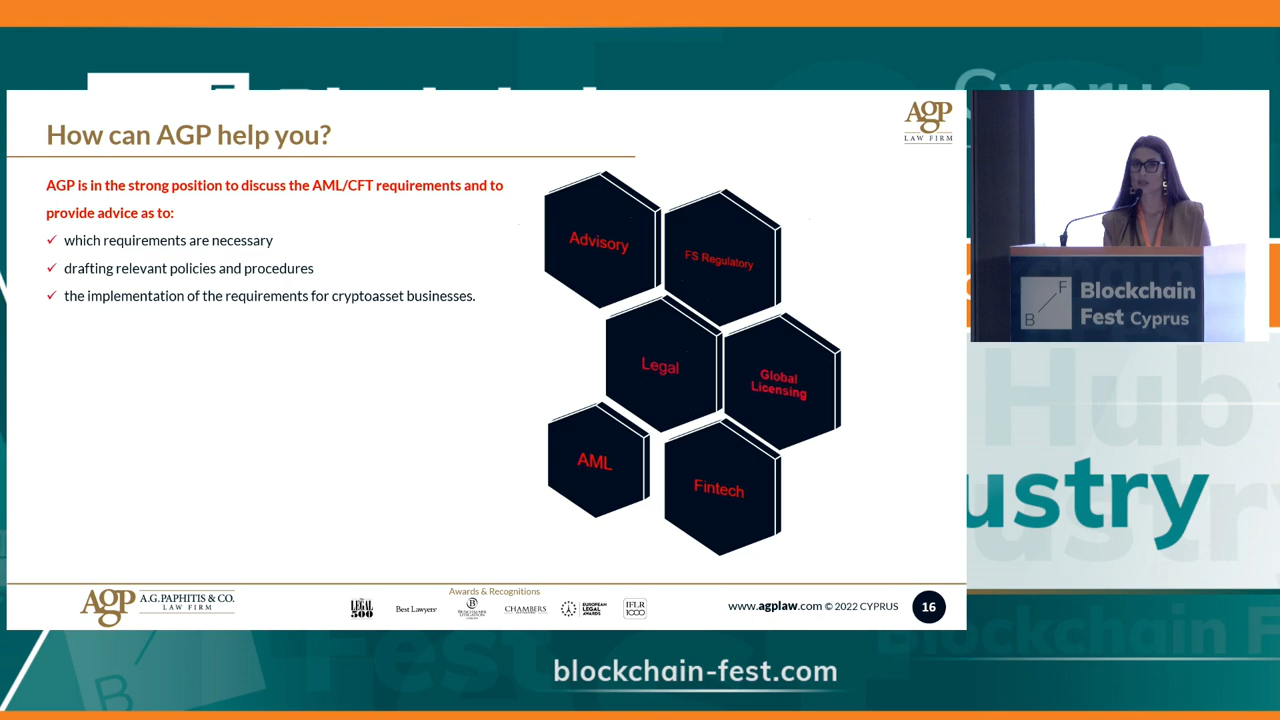 How can AGP help you?
AGP
LAW FIRM
AGP is in the strong position to discuss the AML/CFT requirements and to
provide advice as to:
✓ which requirements are necessary
✓ drafting relevant policies and procedures
✓ the implementation of the requirements for cryptoasset businesses.
Advisory
FS Regulatory
Legal
Global
Licensing
AML
Fintech
B F
Blockchain
Fest Cyprus
Hub
ustry
AGP
A.G.PAPHITIS & CO.
LAW FIRM
Awards & Recognitions
The
LEGAL
500
Best Lawyers
CHAMBERS
EUROPEAN
LEGAL
AWARDS
IFLR
1000
www.agplaw.com © 2022 CYPRUS
16
blockchain-fest.com